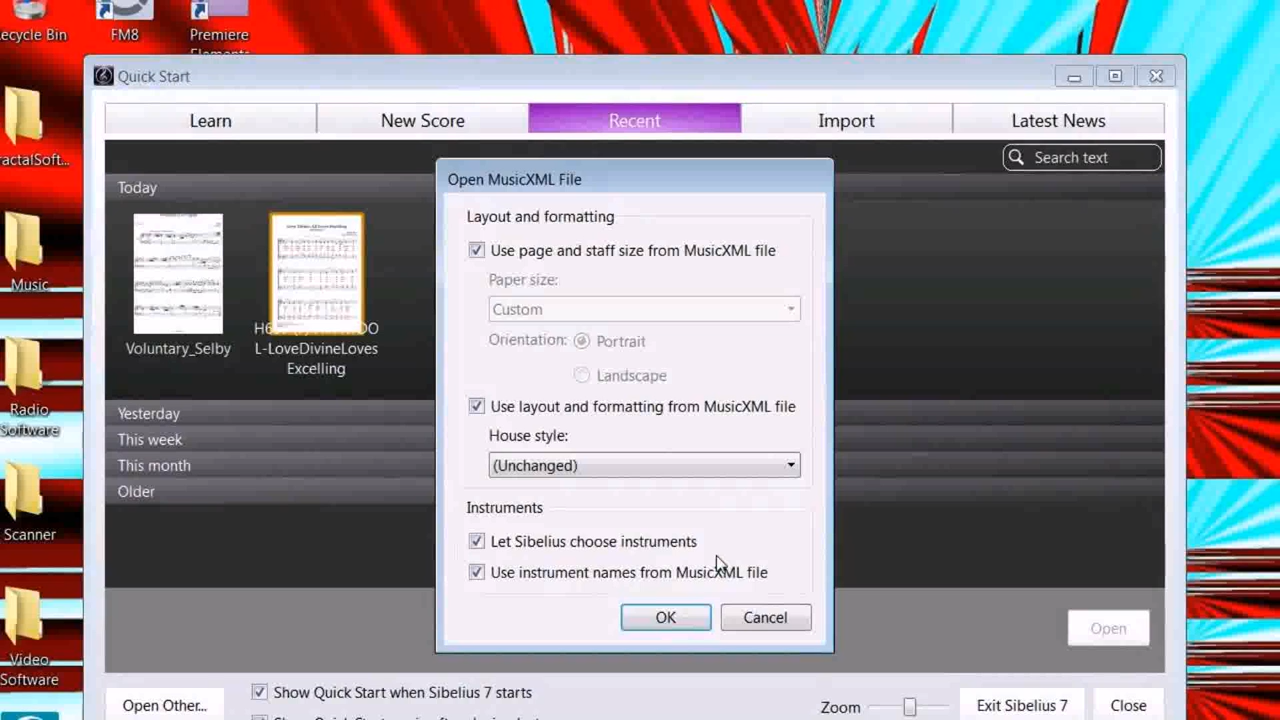 ecycle Bin
FM8
Premiere
Elements
Quick Start
Learn
New Score
Recent
Import
Latest News
Search text
Today
Voluntary_Selby
L-LoveDivineLoves
Excelling
Yesterday
This week
This month
Older
Open MusicXML File
Layout and formatting
Use page and staff size from MusicXML file
Paper size:
Custom
Orientation:
Portrait
Landscape
Use layout and formatting from MusicXML file
House style:
(Unchanged)
Instruments
Let Sibelius choose instruments
Use instrument names from MusicXML file
OK
Cancel
Open
Open Other...
Show Quick Start when Sibelius 7 starts
Zoom
Exit Sibelius 7
Close
ractalSoft...
Music
Radio
Software
Scanner
Video
Software